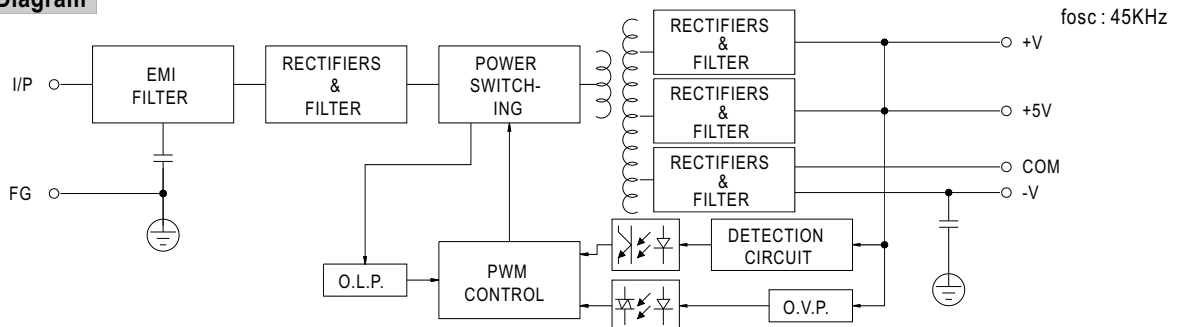 Diagram
fosc : 45KHz
I/P
EMI
FILTER
RECTIFIERS
&
FILTER
POWER
SWITCH-
ING
RECTIFIERS
&
FILTER
+V
RECTIFIERS
&
FILTER
+5V
RECTIFIERS
&
FILTER
COM
-V
FG
O.L.P.
PWM
CONTROL
DETECTION
CIRCUIT
O.V.P.